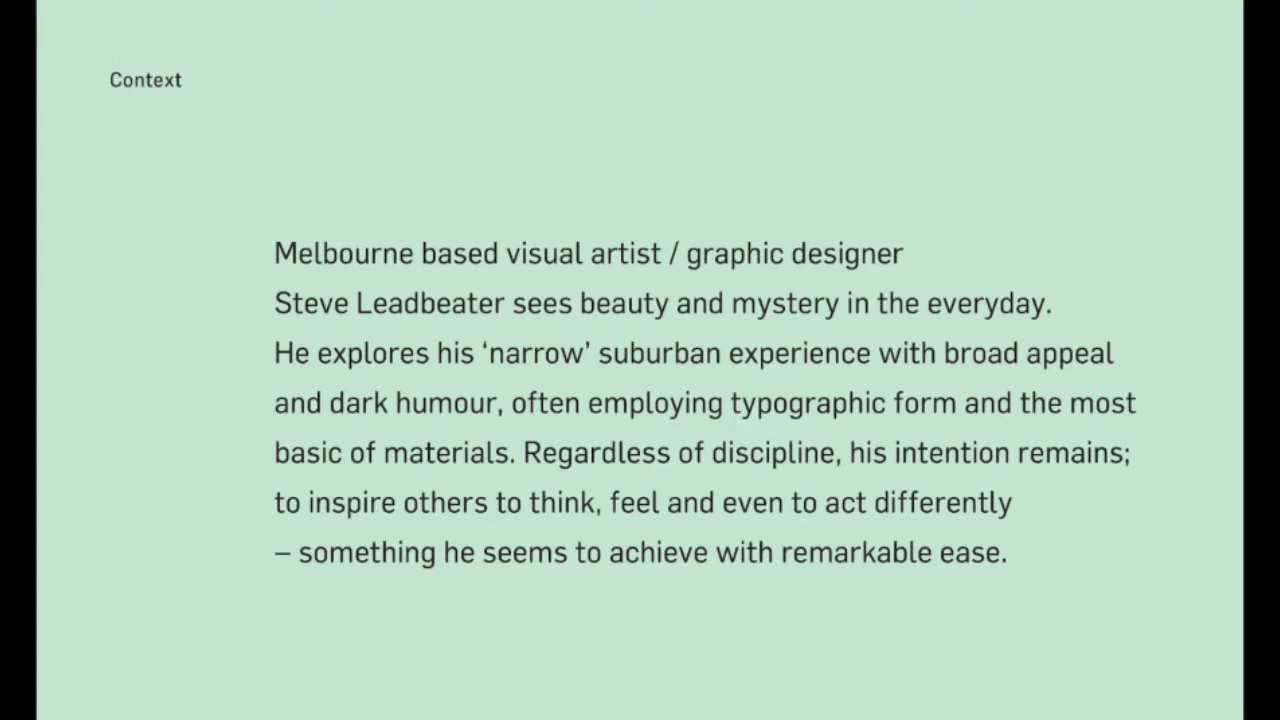 Context
Melbourne based visual artist / graphic designer
Steve Leadbeater sees beauty and mystery in the everyday.
He explores his ‘narrow’ suburban experience with broad appeal
and dark humour, often employing typographic form and the most
basic of materials. Regardless of discipline, his intention remains;
to inspire others to think, feel and even to act differently
– something he seems to achieve with remarkable ease.